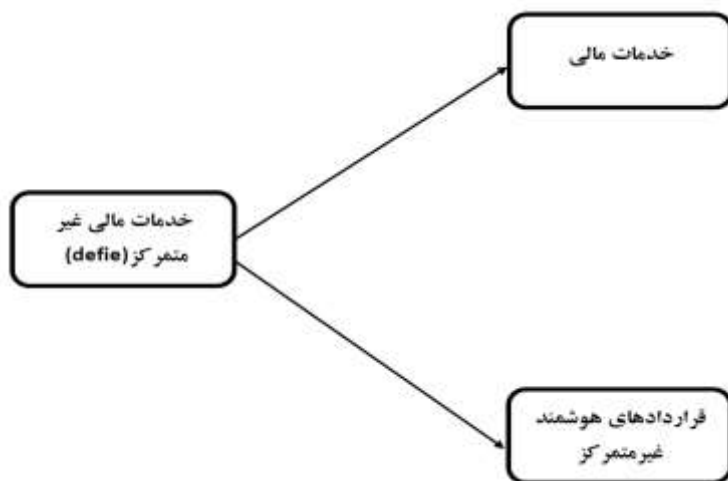 خدمات مالی
خدمات مالی غیر
متمرکز(defie)
قراردادهای هوشمند
غیرمتمرکز